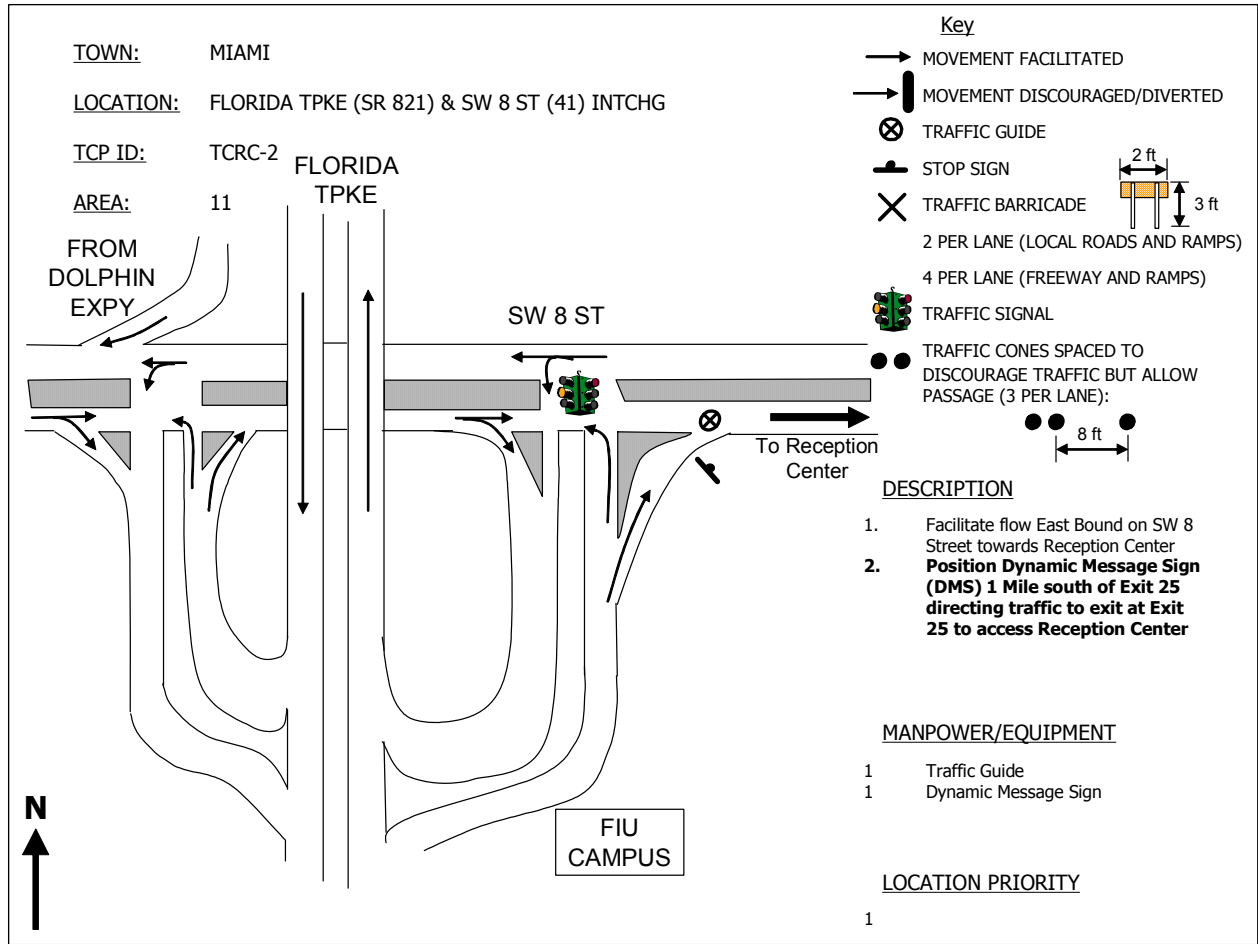 TOWN: MIAMI
LOCATION: FLORIDA TPKE (SR 821) & SW 8 ST (41) INTCHG
TCP ID: TCRC-2
AREA: 11
FLORIDA
TPKE
FROM
DOLPHIN
EXPY
SW 8 ST
To Reception
Center
FIU
CAMPUS
N
Key
MOVEMENT FACILITATED
MOVEMENT DISCOURAGED/DIVERTED
TRAFFIC GUIDE
STOP SIGN
TRAFFIC BARRICADE
2 ft
3 ft
2 PER LANE (LOCAL ROADS AND RAMPS)
4 PER LANE (FREEWAY AND RAMPS)
TRAFFIC SIGNAL
TRAFFIC CONES SPACED TO
DISCOURAGE TRAFFIC BUT ALLOW
PASSAGE (3 PER LANE):
8 ft
DESCRIPTION
1. Facilitate flow East Bound on SW 8
Street towards Reception Center
2. Position Dynamic Message Sign
(DMS) 1 Mile south of Exit 25
directing traffic to exit at Exit
25 to access Reception Center
MANPOWER/EQUIPMENT
1 Traffic Guide
1 Dynamic Message Sign
LOCATION PRIORITY
1